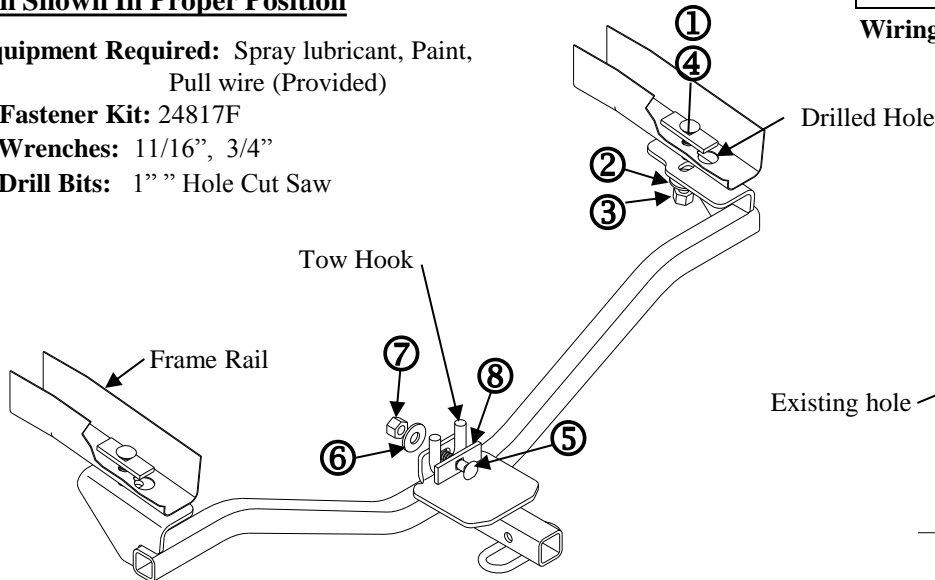 Shown In Proper Position
Equipment Required: Spray lubricant, Paint,
Pull wire (Provided)
Fastener Kit: 24817F
Wrenches: 11/16”, 3/4”
Drill Bits: 1” ” Hole Cut Saw
Wiring
①
④
Drilled Hole
②
③
Tow Hook
Frame Rail
⑦
⑧
Existing hole
⑥
⑤